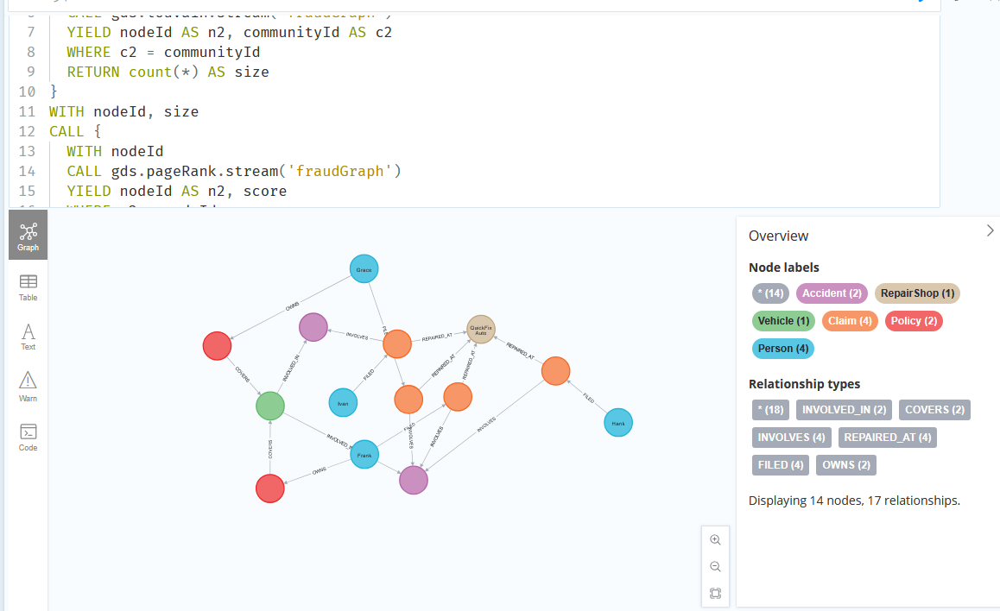 7 YIELD nodeId AS n2, communityId AS c2
8 WHERE c2 = communityId
9 RETURN count(*) AS size
10 }
11 WITH nodeId, size
12 CALL {
13 WITH nodeId
14 CALL gds.pageRank.stream('fraudGraph')
15 YIELD nodeId AS n2, score
Graph
Table
Text
Warn
Code
Grace
OWNS
INVOLVES
REPAIRED_AT
QuickFix
Auto
REPAIRED_AT
COVERS
INVOLVED_IN
FILED
REPAIRED_AT
REPAIRED_AT
Ivan
FILED
Hank
INVOLVES
INVOLVES
INVOLVES
FILED
COVERS
Frank
OWNS
Overview
Node labels
* (14) Accident (2) RepairShop (1)
Vehicle (1) Claim (4) Policy (2)
Person (4)
Relationship types
* (18) INVOLVED_IN (2) COVERS (2)
INVOLVES (4) REPAIRED_AT (4)
FILED (4) OWNS (2)
Displaying 14 nodes, 17 relationships.